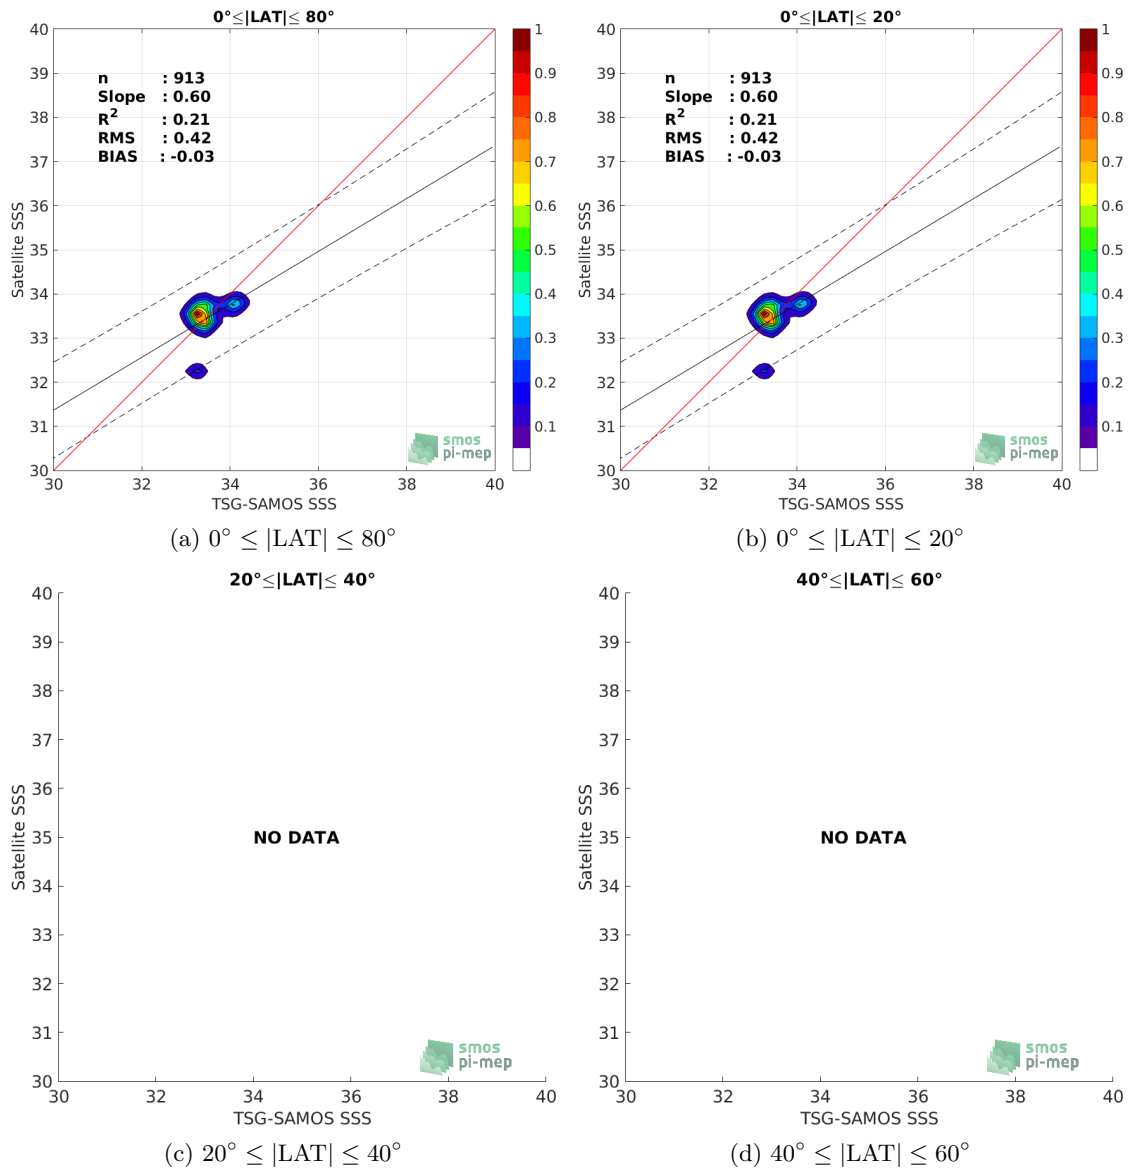 0°≤|LAT|≤ 80°
40
39
38
37
36
35
34
33
32
31
30
Satellite SSS
n : 913
Slope : 0.60
R2 : 0.21
RMS : 0.42
BIAS : -0.03
smos
pi-mep
30 32 34 36 38 40
TSG-SAMOS SSS
1
0.9
0.8
0.7
0.6
0.5
0.4
0.3
0.2
0.1
(a) 0° ≤ |LAT| ≤ 80°
0°≤|LAT|≤ 20°
40
39
38
37
36
35
34
33
32
31
30
Satellite SSS
n : 913
Slope : 0.60
R2 : 0.21
RMS : 0.42
BIAS : -0.03
smos
pi-mep
30 32 34 36 38 40
TSG-SAMOS SSS
1
0.9
0.8
0.7
0.6
0.5
0.4
0.3
0.2
0.1
(b) 0° ≤ |LAT| ≤ 20°
20°≤|LAT|≤ 40°
40
39
38
37
36
35
34
33
32
31
30
Satellite SSS
NO DATA
smos
pi-mep
30 32 34 36 38 40
TSG-SAMOS SSS
(c) 20° ≤ |LAT| ≤ 40°
40°≤|LAT|≤ 60°
40
39
38
37
36
35
34
33
32
31
30
Satellite SSS
NO DATA
smos
pi-mep
30 32 34 36 38 40
TSG-SAMOS SSS
(d) 40° ≤ |LAT| ≤ 60°